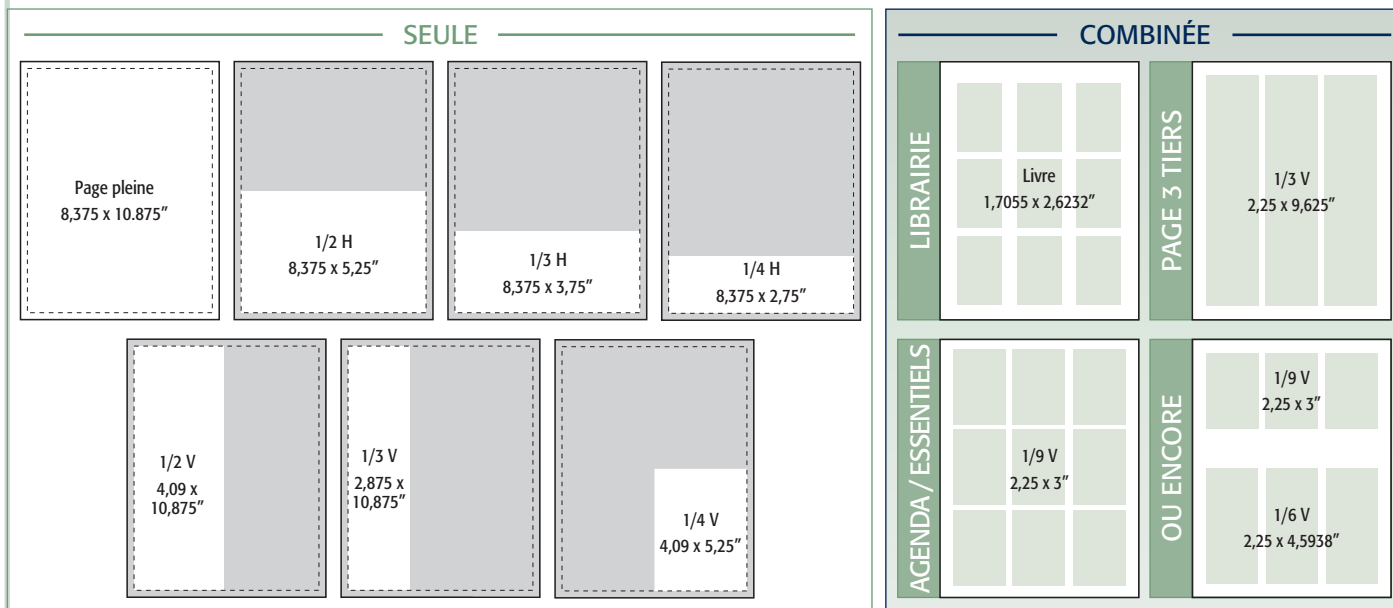 SEULE
Page pleine
8,375 x 10.875”
1/2 H
8,375 x 5,25”
1/3 H
8,375 x 3,75”
1/4 H
8,375 x 2,75”
1/2 V
4,09 x
10,875”
1/3 V
2,875 x
10,875”
1/4 V
4,09 x 5,25”
COMBINÉE
LIBRAIRIE
Livre
1,7055 x 2,6232”
PAGE 3 TIERS
1/3 V
2,25 x 9,625”
AGENDA / ESSENTIELS
1/9 V
2,25 x 3”
OU ENCORE
1/9 V
2,25 x 3”
1/6 V
2,25 x 4,5938”